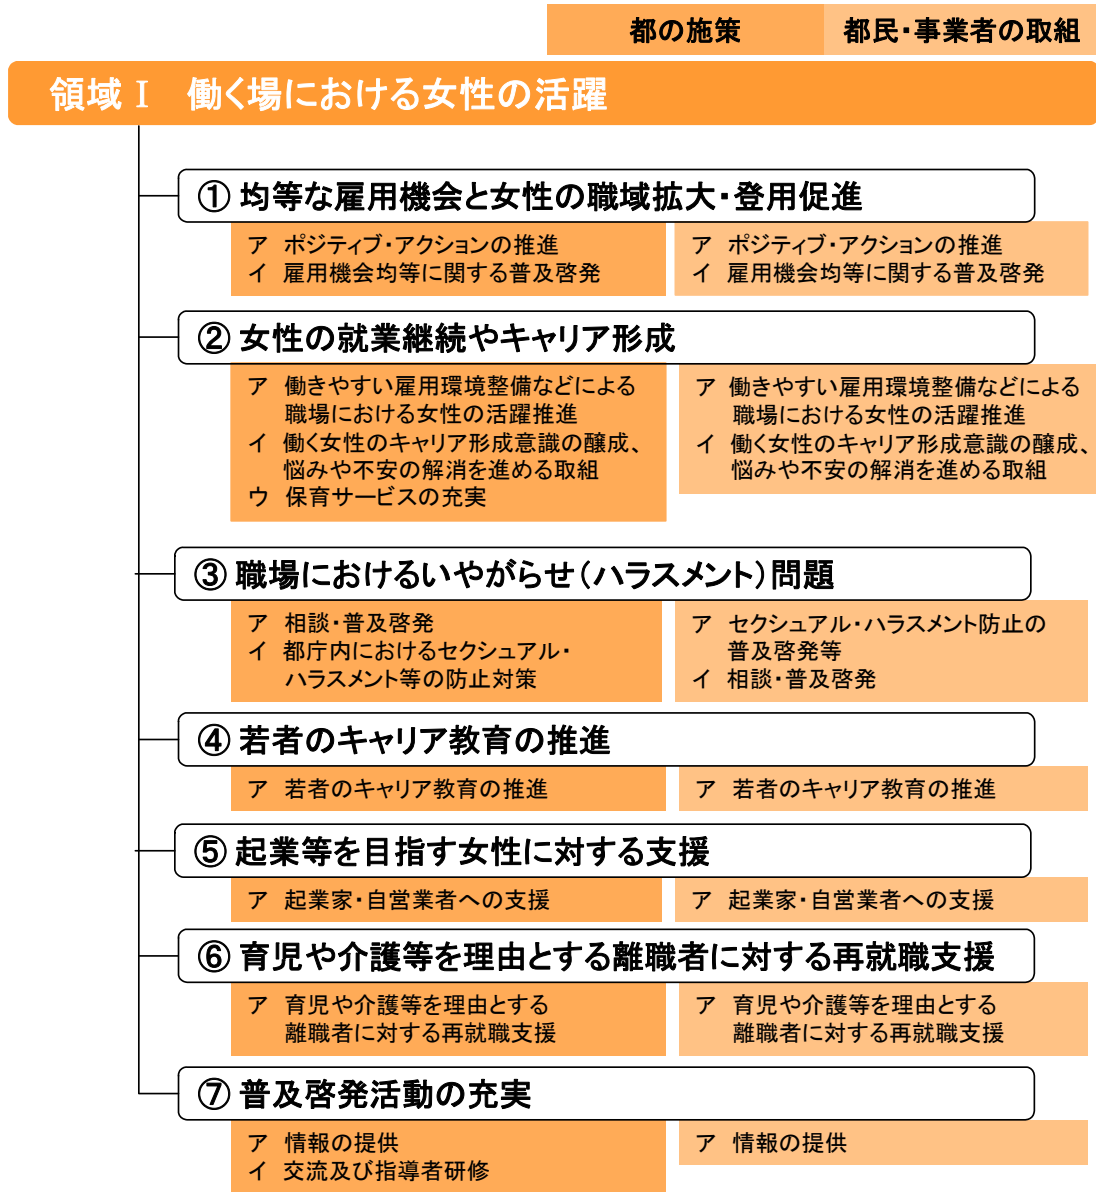 都の施策
都民・事業者の取組
領域Ⅰ 働く場における女性の活躍
① 均等な雇用機会と女性の職域拡大・登用促進
ア ポジティブ・アクションの推進
イ 雇用機会均等に関する普及啓発
ア ポジティブ・アクションの推進
イ 雇用機会均等に関する普及啓発
② 女性の就業継続やキャリア形成
ア 働きやすい雇用環境整備などによる
職場における女性の活躍推進
イ 働く女性のキャリア形成意識の醸成、
悩みや不安の解消を進める取組
ウ 保育サービスの充実
ア 働きやすい雇用環境整備などによる
職場における女性の活躍推進
イ 働く女性のキャリア形成意識の醸成、
悩みや不安の解消を進める取組
③ 職場におけるいやがらせ（ハラスメント）問題
ア 相談・普及啓発
イ 都庁内におけるセクシュアル・
ハラスメント等の防止対策
ア セクシュアル・ハラスメント防止の
普及啓発等
イ 相談・普及啓発
④ 若者のキャリア教育の推進
ア 若者のキャリア教育の推進
ア 若者のキャリア教育の推進
⑤ 起業等を目指す女性に対する支援
ア 起業家・自営業者への支援
ア 起業家・自営業者への支援
⑥ 育児や介護等を理由とする離職者に対する再就職支援
ア 育児や介護等を理由とする
離職者に対する再就職支援
ア 育児や介護等を理由とする
離職者に対する再就職支援
⑦ 普及啓発活動の充実
ア 情報の提供
イ 交流及び指導者研修
ア 情報の提供